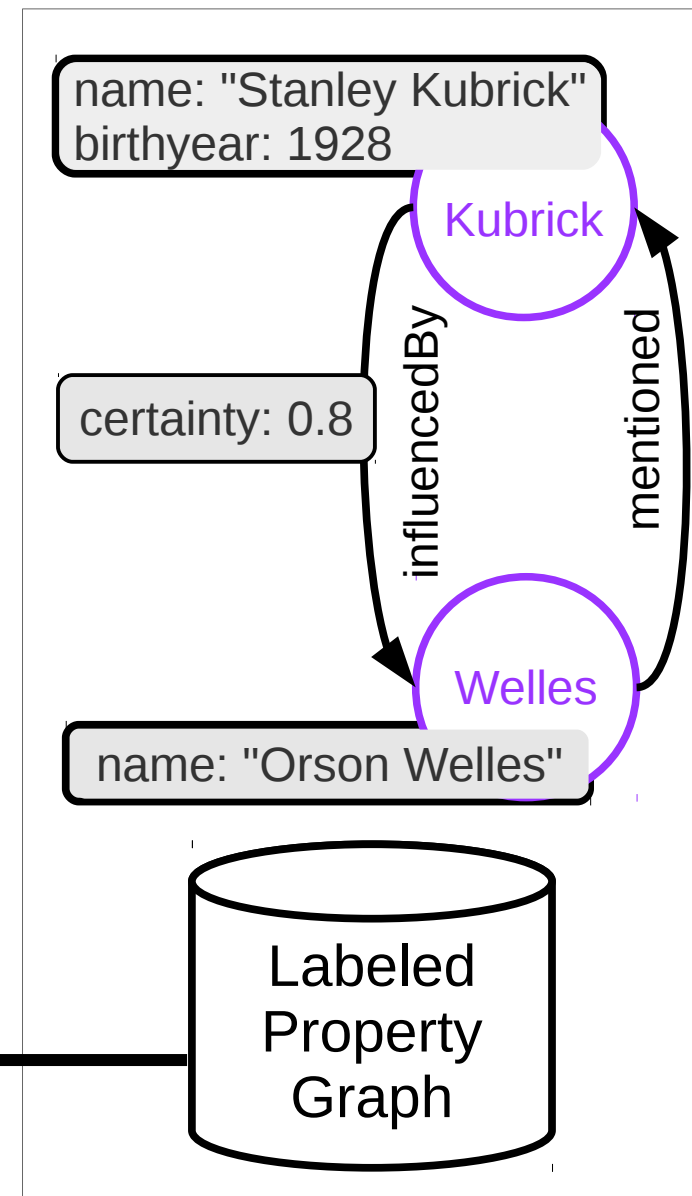 name: "Stanley Kubrick"
birthyear: 1928
Kubrick
influencedBy
mentioned
certainty: 0.8
Welles
name: "Orson Welles"
Labeled
Property
Graph